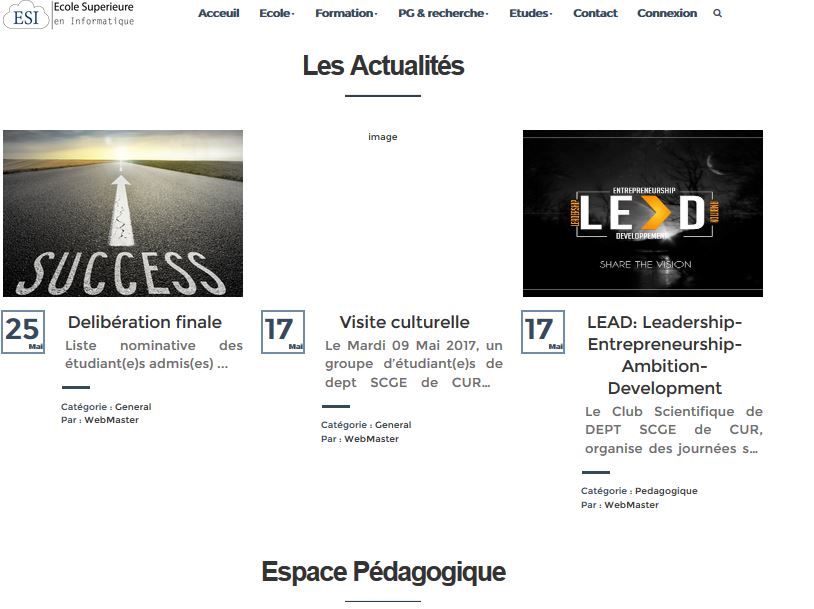 ESI
Ecole Superieure
en Informatique
Acceuil
Ecole
Formation
PG & recherche
Etudes
Contact
Connexion
Les Actualités
SUCCESS
25
Mai
Delibération finale
Liste nominative des
étudiant(e)s admis(es) ...
Catégorie : General
Par : WebMaster
image
17
Mai
Visite culturelle
Le Mardi 09 Mai 2017, un
groupe d'étudiant(e)s de
dept SCGE de CUR...
Catégorie : General
Par : WebMaster
ENTREPRENEURSHIP
LEADERSHIP
LEAD
AMBITION
DEVELOPPEMENT
SHARE THE VISION
17
Mai
LEAD: Leadership-
Entrepreneurship-
Ambition-
Development
Le Club Scientifique de
DEPT SCGE de CUR,
organise des journées s...
Catégorie : Pedagogique
Par : WebMaster
Espace Pédagogique